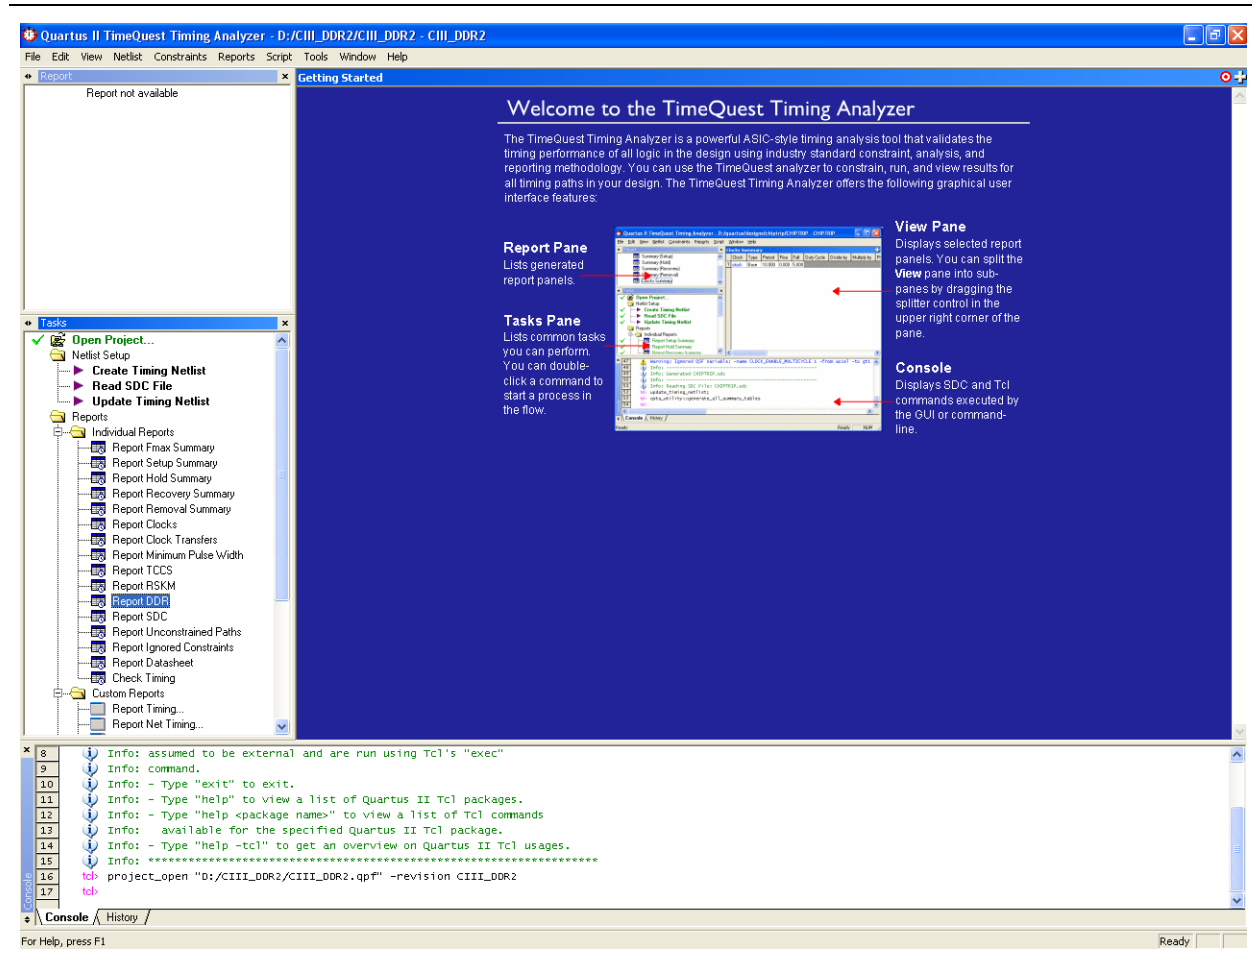 Quartus II TimeQuest Timing Analyzer - D:/CIII_DDR2/CIII_DDR2 - CIII_DDR2
File Edit View Netlist Constraints Reports Script Tools Window Help
Report
Report not available
Getting Started
Welcome to the TimeQuest Timing Analyzer
The TimeQuest Timing Analyzer is a powerful ASIC-style timing analysis tool that validates the
timing performance of all logic in the design using industry standard constraint, analysis, and
reporting methodology. You can use the TimeQuest analyzer to constrain, run, and view results for
all timing paths in your design. The TimeQuest Timing Analyzer offers the following graphical user
interface features:
Report Pane
Lists generated
report panels.
Tasks Pane
Lists common tasks
you can perform.
You can double-
click a command to
start a process in
the flow.
View Pane
Displays selected report
panels. You can split the
View pane into sub-
panes by dragging the
splitter control in the
upper right corner of the
pane.
Console
Displays SDC and Tcl
commands executed by
the GUI or command-
line.
Tasks
Open Project...
Netlist Setup
Create Timing Netlist
Read SDC File
Update Timing Netlist
Reports
Individual Reports
Report Fmax Summary
Report Setup Summary
Report Hold Summary
Report Recovery Summary
Report Removal Summary
Report Clocks
Report Clock Transfers
Report Minimum Pulse Width
Report TCCS
Report RSKM
Report DDR
Report SDC
Report Unconstrained Paths
Report Ignored Constraints
Report Datasheet
Check Timing
Custom Reports
Report Timing...
Report Net Timing...
8 Info: assumed to be external and are run using Tcl's "exec"
9 Info: command.
10 Info: - Type "exit" to exit.
11 Info: - Type "help" to view a list of Quartus II Tcl packages.
12 Info: - Type "help <package name>" to view a list of Tcl commands
13 Info: available for the specified Quartus II Tcl package.
14 Info: - Type "help -tcl" to get an overview on Quartus II Tcl usages.
15 Info: *******************************************************************
16 tcl> project_open "D:/CIII_DDR2/CIII_DDR2.qpf" -revision CIII_DDR2
17 tcl>
Console
Console History
For Help, press F1
Ready